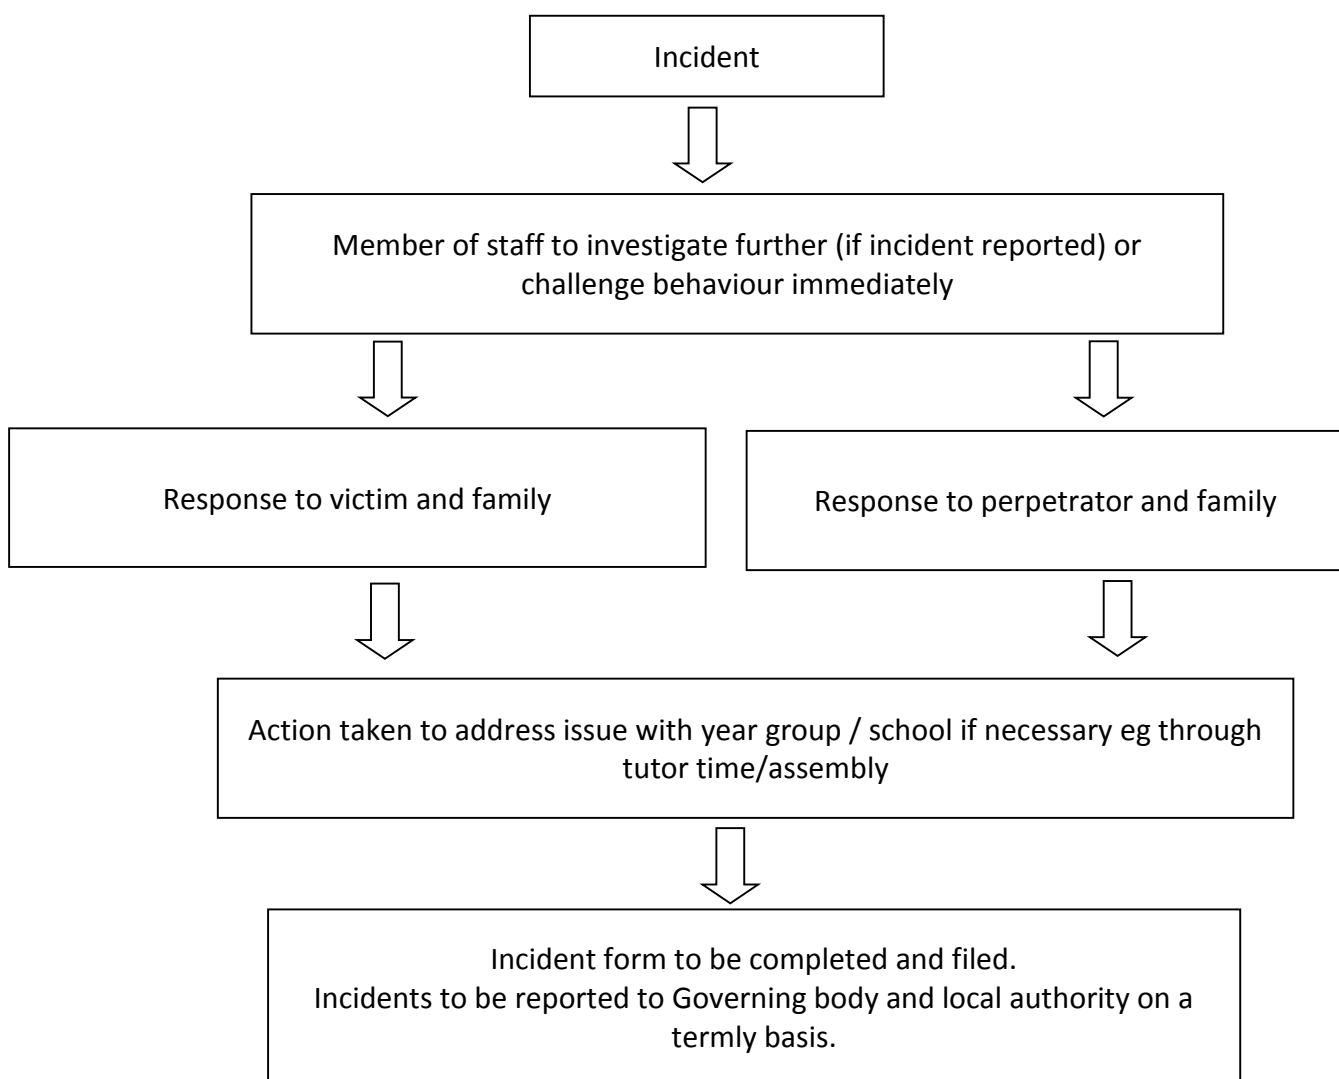 Incident
Member of staff to investigate further (if incident reported) or
challenge behaviour immediately
Response to victim and family
Response to perpetrator and family
Action taken to address issue with year group / school if necessary eg through
tutor time/assembly
Incident form to be completed and filed.
Incidents to be reported to Governing body and local authority on a
termly basis.